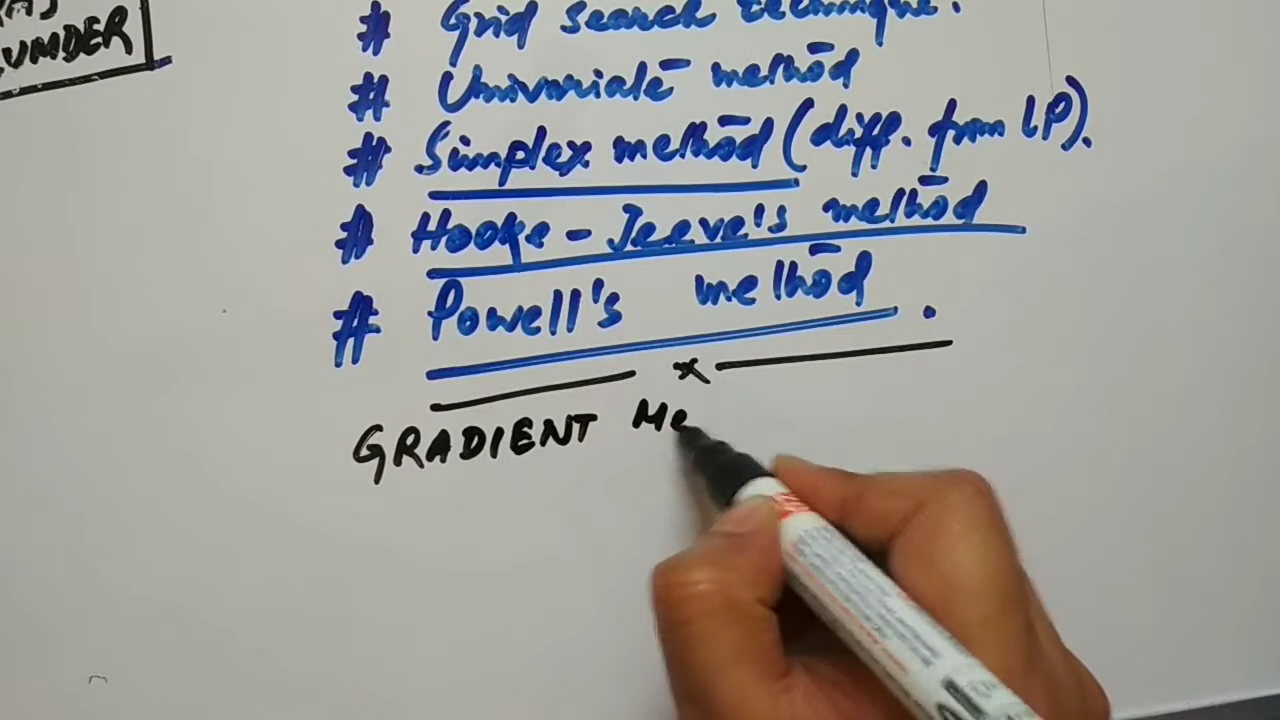 UMDER
# Grid search technique.
# Univariate method
# Simplex method (diff. from LP).
# Hooke-Jeeve's method
# Powell's method.
x
GRADIENT Me